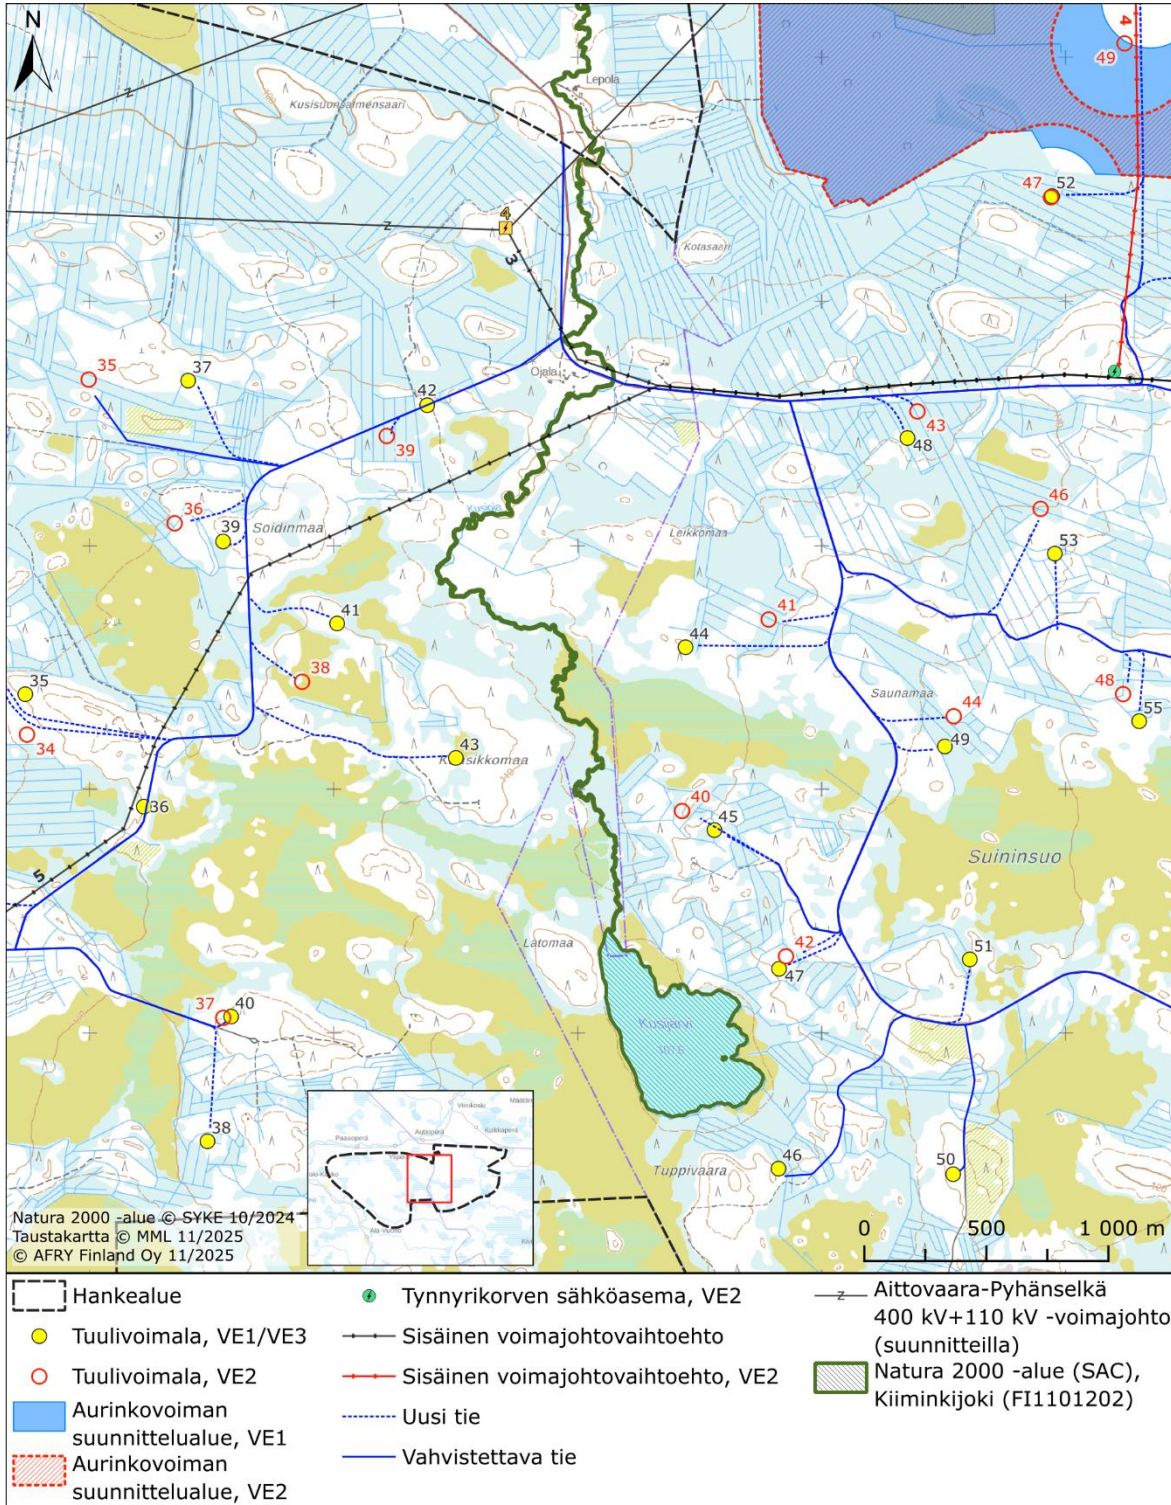 N
Lepola
Kusisuonsalmensaari
Kotasaari
Ojala
Kusioja
Soidinmaa
Leikkomaa
Saunamaa
Suininsuo
Latomaa
Tuppivaara
z
z
4
3
4
5
49
47
52
35
37
42
39
43
48
36
39
46
53
41
41
44
38
35
34
44
49
48
55
43
36
40
45
42
47
51
37
40
38
46
50
Viinikoski
Kuikkaperä
Paasoperä
Autioperä
Natura 2000 -alue © SYKE 10/2024
Taustakartta © MML 11/2025
© AFRY Finland Oy 11/2025
0 500 1 000 m
Hankealue
Tuulivoimala, VE1/VE3
Tuulivoimala, VE2
Aurinkovoiman
suunnittelualue, VE1
Aurinkovoiman
suunnittelualue, VE2
Tynnyrikorven sähköasema, VE2
Sisäinen voimajohtovaihtoehto
Sisäinen voimajohtovaihtoehto, VE2
Uusi tie
Vahvistettava tie
z
Aittovaara-Pyhänselkä
400 kV+110 kV -voimajohto
(suunnitteilla)
Natura 2000 -alue (SAC),
Kiiminkijoki (FI1101202)